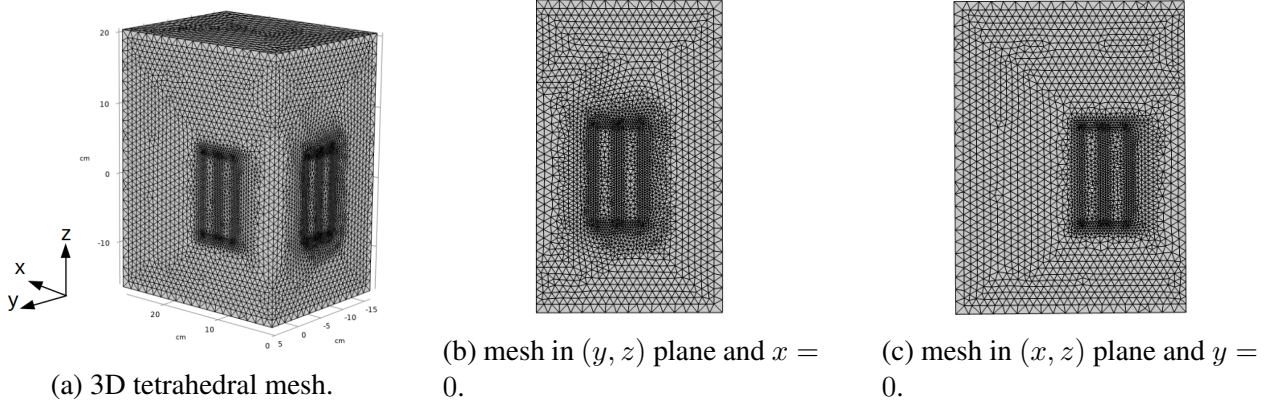 20
10
cm
0
-10
z
x
y
20
10
cm
0
5
0
-5
-10
-15
cm
(a) 3D tetrahedral mesh.
(b) mesh in (y, z) plane and x =
0.
(c) mesh in (x, z) plane and y =
0.